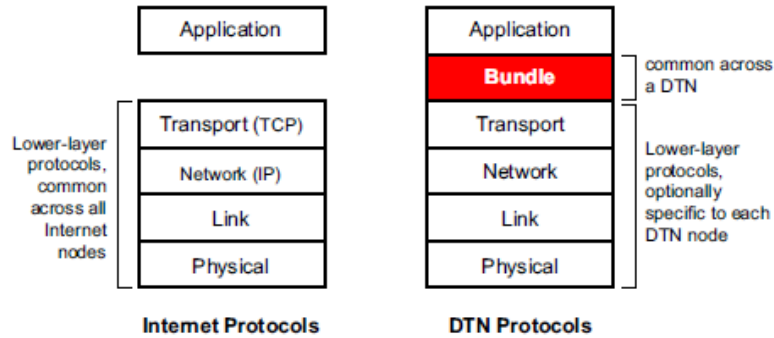 Application
Transport (TCP)
Network (IP)
Link
Physical
Lower-layer
protocols,
common
across all
Internet
nodes
Internet Protocols
Application
Bundle
Transport
Network
Link
Physical
common across
a DTN
Lower-layer
protocols,
optionally
specific to each
DTN node
DTN Protocols